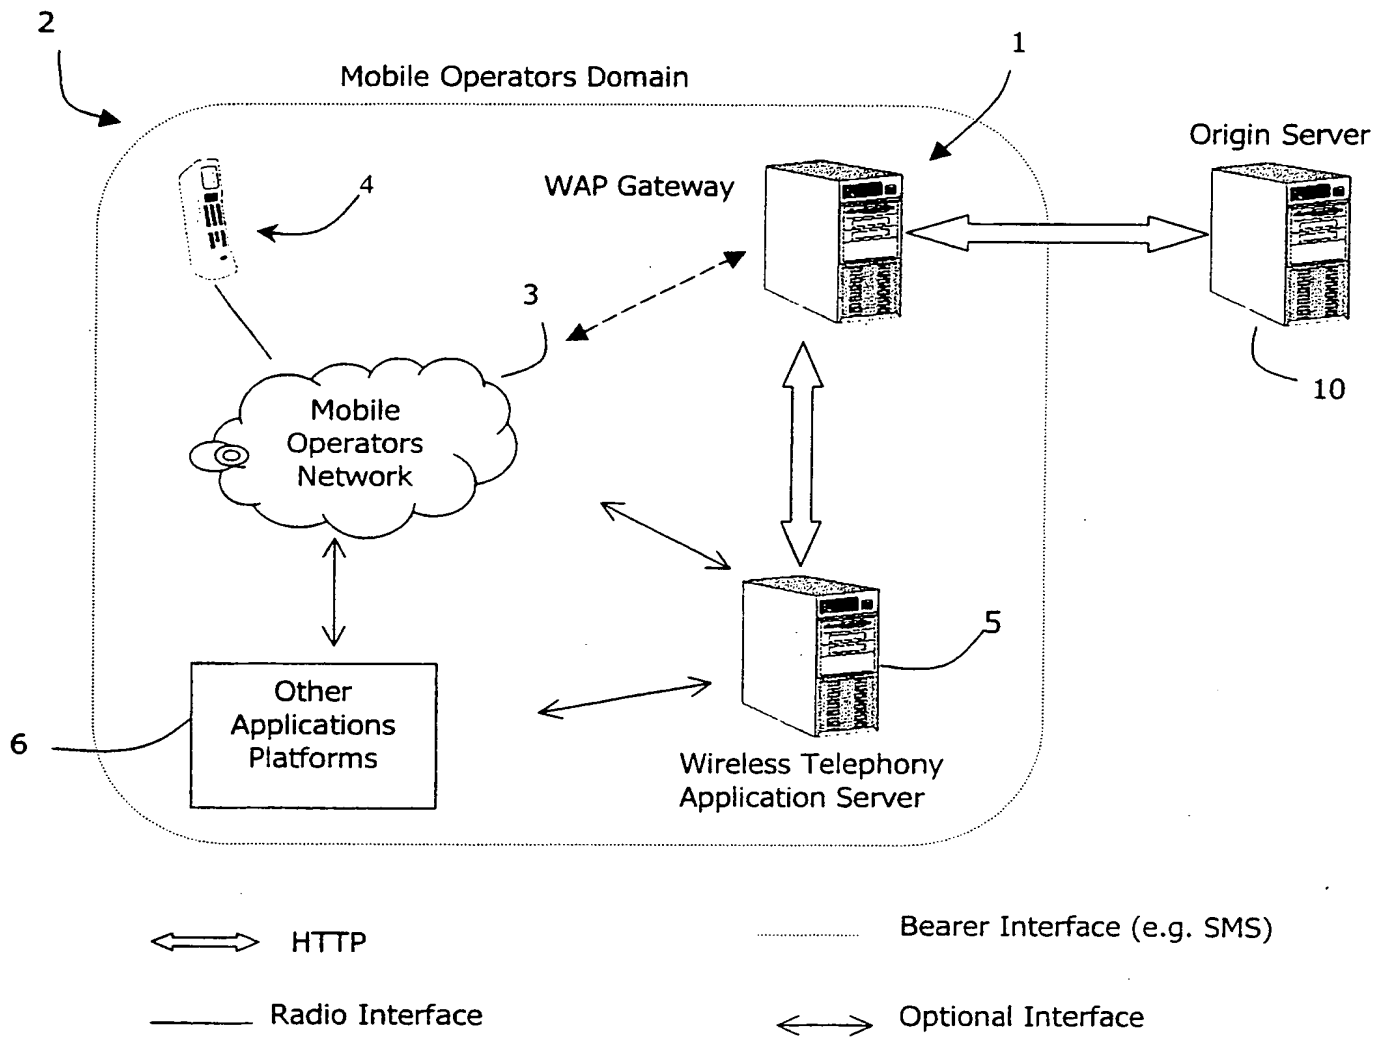 2
1
Mobile Operators Domain
Origin Server
WAP Gateway
4
3
10
Mobile
Operators
Network
5
Other
Applications
Platforms
6
Wireless Telephony
Application Server
HTTP
Bearer Interface (e.g. SMS)
Radio Interface
Optional Interface